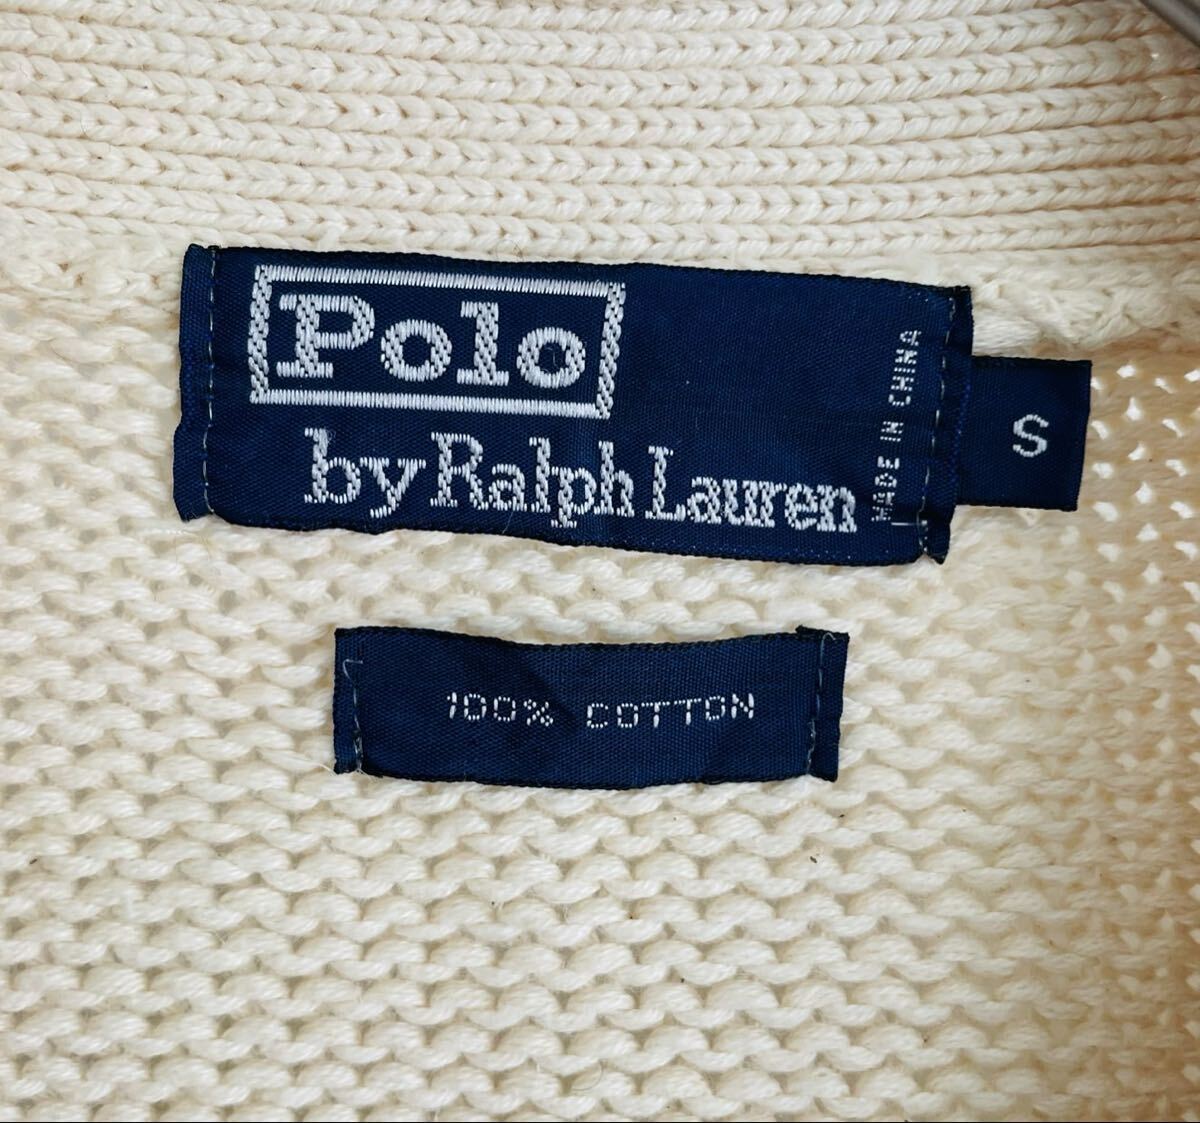 Polo
by Ralph Lauren
MADE IN CHINA
S
100% COTTON